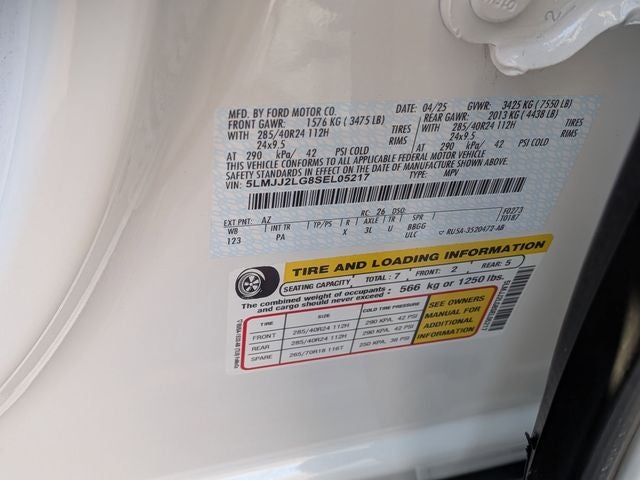 MFD. BY FORD MOTOR CO.
DATE: 04/25 GVWR: 3425 KG (7550 LB)
FRONT GAWR: 1576 KG (3475 LB) REAR GAWR: 2013 KG (4438 LB)
WITH 285/40R24 112H TIRES WITH 285/40R24 112H TIRES
24x9.5 RIMS 24x9.5 RIMS
AT 290 kPa/ 42 PSI COLD AT 290 kPa/ 42 PSI COLD
THIS VEHICLE CONFORMS TO ALL APPLICABLE FEDERAL MOTOR VEHICLE
SAFETY STANDARDS IN EFFECT ON THE DATE OF MANUFACTURE SHOWN ABOVE.
VIN: 5LMJJ2LG8SEL05217 TYPE: MPV
EXT PNT: AZ RC: 26 DSO: F0273
WB INT TR TP/PS R AXLE TR SPR 10187
123 PA X 3L U BBGG
ULC RU5A-3520472-AB
TIRE AND LOADING INFORMATION
SEATING CAPACITY TOTAL: 7 FRONT: 2 REAR: 5
The combined weight of occupants and cargo should never exceed: 566 kg or 1250 lbs.
TIRE SIZE COLD TIRE PRESSURE
FRONT 285/40R24 112H 290 KPA, 42 PSI
REAR 285/40R24 112H 290 KPA, 42 PSI
SPARE 265/70R18 116T 250 KPA, 36 PSI
SEE OWNERS
MANUAL FOR
ADDITIONAL
INFORMATION